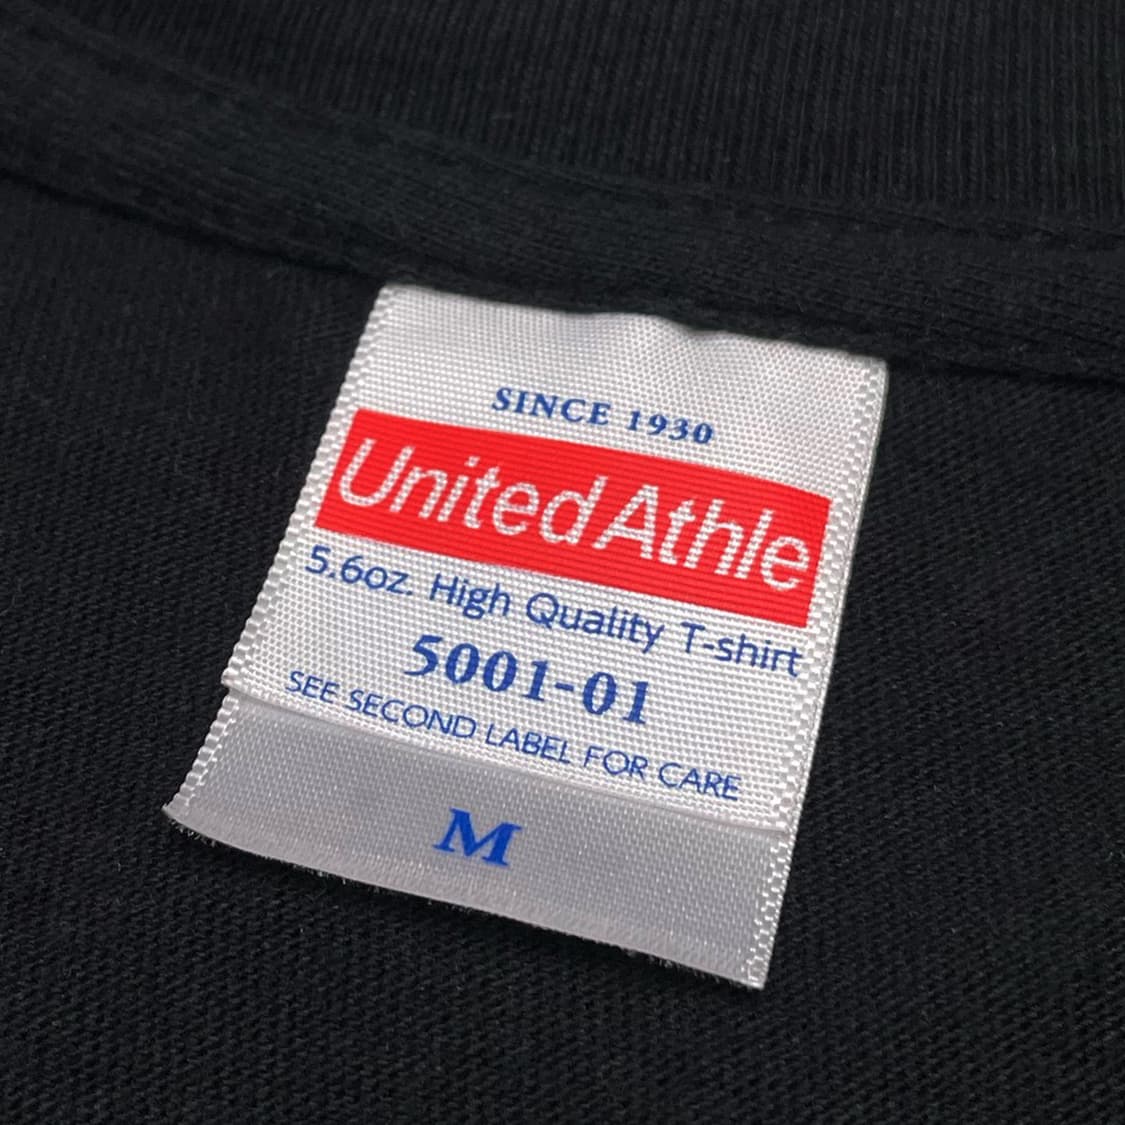 SINCE 1930
United Athle
5.6oz. High Quality T-shirt
5001-01
SEE SECOND LABEL FOR CARE
M